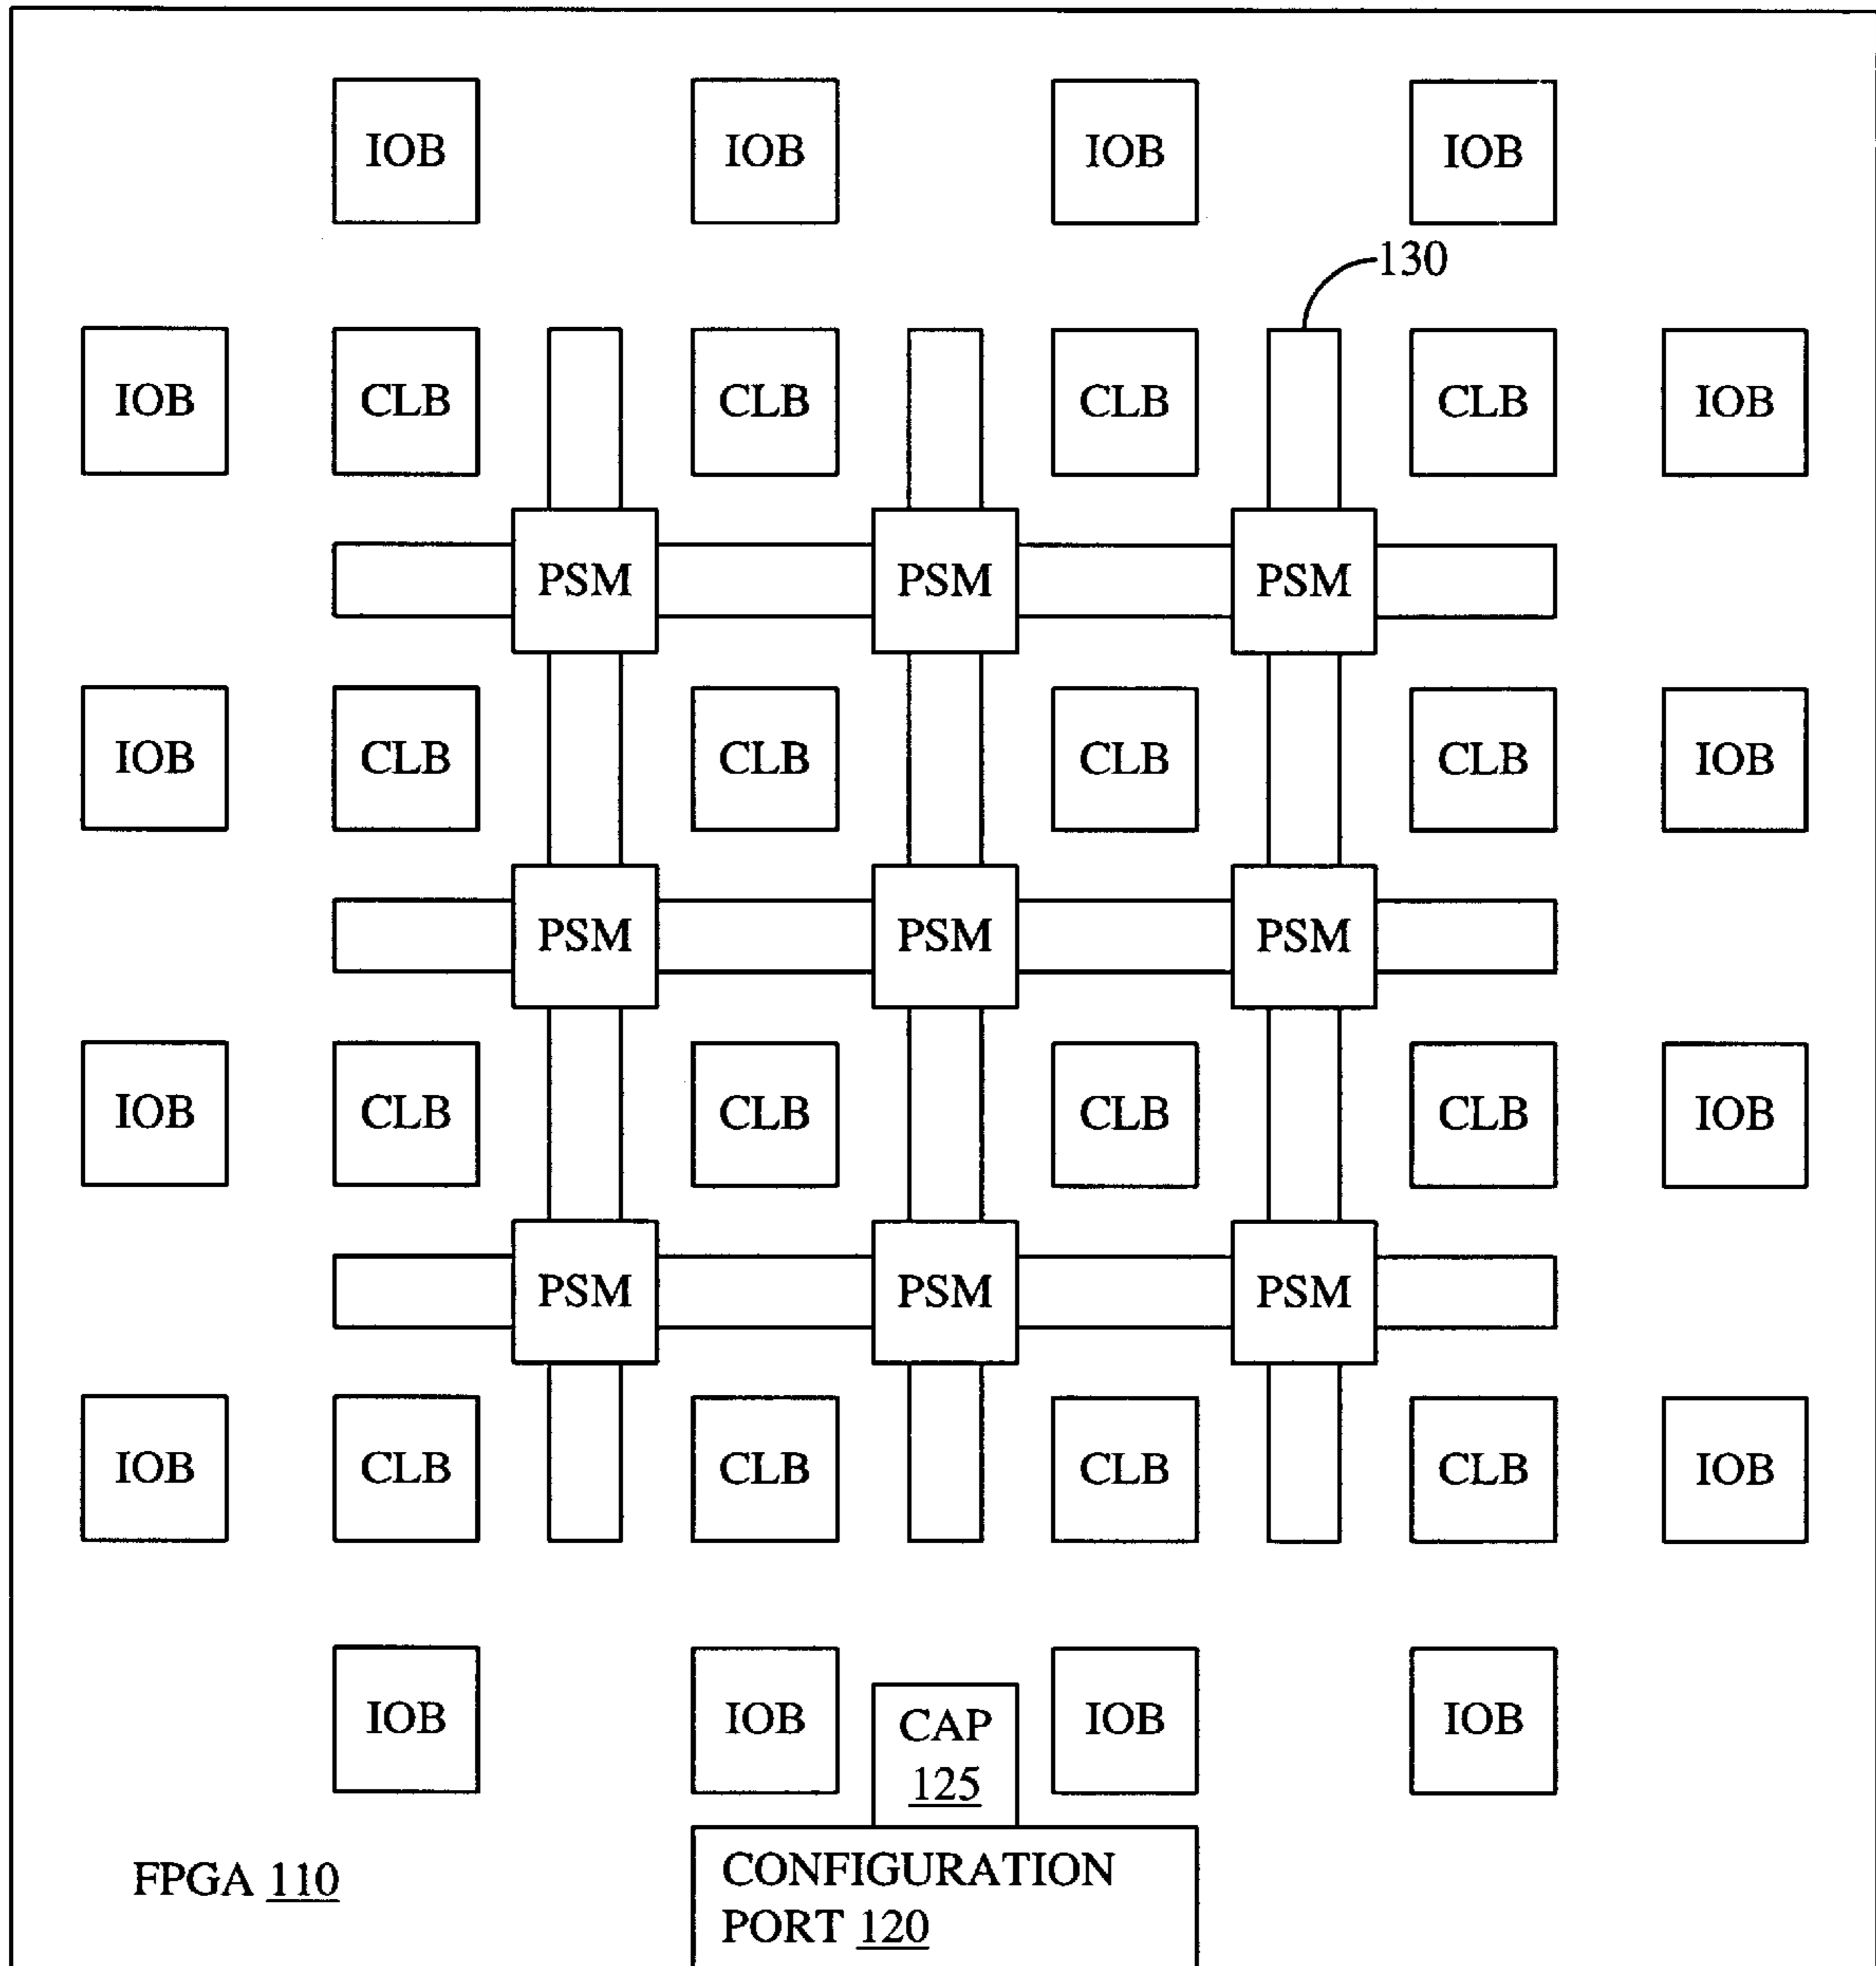 IOB IOB IOB IOB
130
IOB CLB CLB CLB CLB IOB
PSM PSM PSM
IOB CLB CLB CLB CLB IOB
PSM PSM PSM
IOB CLB CLB CLB CLB IOB
PSM PSM PSM
IOB CLB CLB CLB CLB IOB
IOB IOB CAP IOB IOB
125
FPGA 110
CONFIGURATION
PORT 120